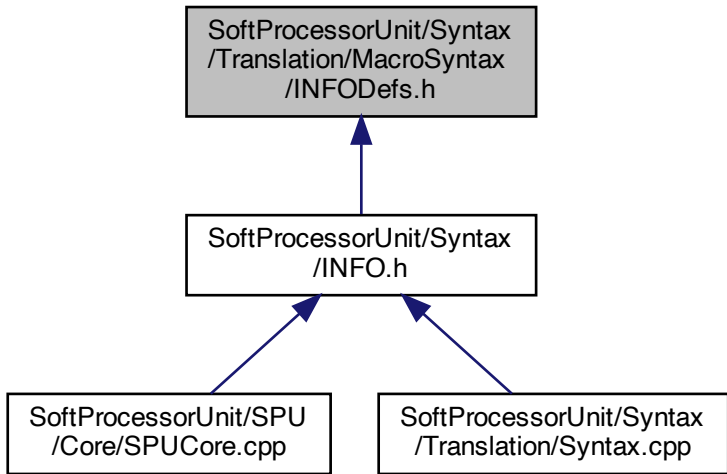 SoftProcessorUnit/Syntax
/Translation/MacroSyntax
/INFODefs.h
SoftProcessorUnit/Syntax
/INFO.h
SoftProcessorUnit/SPU
/Core/SPUCore.cpp
SoftProcessorUnit/Syntax
/Translation/Syntax.cpp